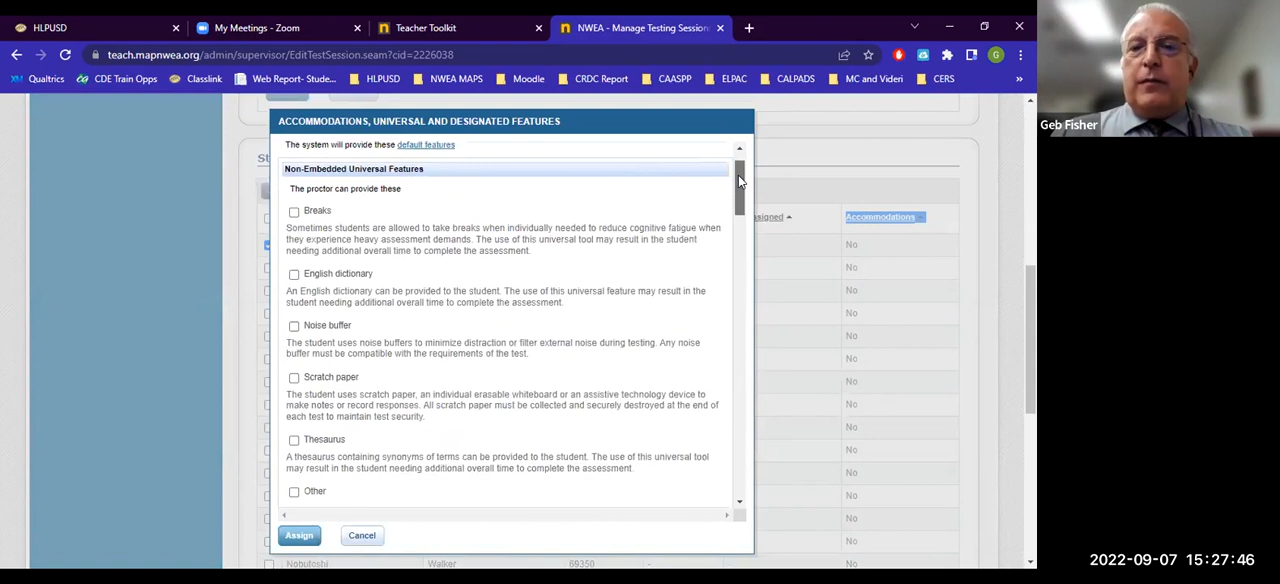 HLPUSD
My Meetings - Zoom
Teacher Toolkit
NWEA - Manage Testing Session
teach.mapnwea.org/admin/supervisor/EditTestSession.seam?cid=2226038
G
Qualtrics
CDE Train Opps
Classlink
Web Report- Stude...
HLPUSD
NWEA MAPS
Moodle
CRDC Report
CAASPP
ELPAC
CALPADS
MC and Videri
CERS
»
ACCOMMODATIONS, UNIVERSAL AND DESIGNATED FEATURES
The system will provide these default features
Non-Embedded Universal Features
The proctor can provide these
Breaks
Sometimes students are allowed to take breaks when individually needed to reduce cognitive fatigue when
they experience heavy assessment demands. The use of this universal tool may result in the student
needing additional overall time to complete the assessment.
English dictionary
An English dictionary can be provided to the student. The use of this universal feature may result in the
student needing additional overall time to complete the assessment.
Noise buffer
The student uses noise buffers to minimize distraction or filter external noise during testing. Any noise
buffer must be compatible with the requirements of the test.
Scratch paper
The student uses scratch paper, an individual erasable whiteboard or an assistive technology device to
make notes or record responses. All scratch paper must be collected and securely destroyed at the end of
each test to maintain test security.
Thesaurus
A thesaurus containing synonyms of terms can be provided to the student. The use of this universal tool
may result in the student needing additional overall time to complete the assessment.
Other
Assign
Cancel
St
signed
Accommodations
No
No
No
No
No
No
No
No
No
No
No
No
No
No
Nobutoshi
Walker
69350
-
No
Geb Fisher
2022-09-07 15:27:46